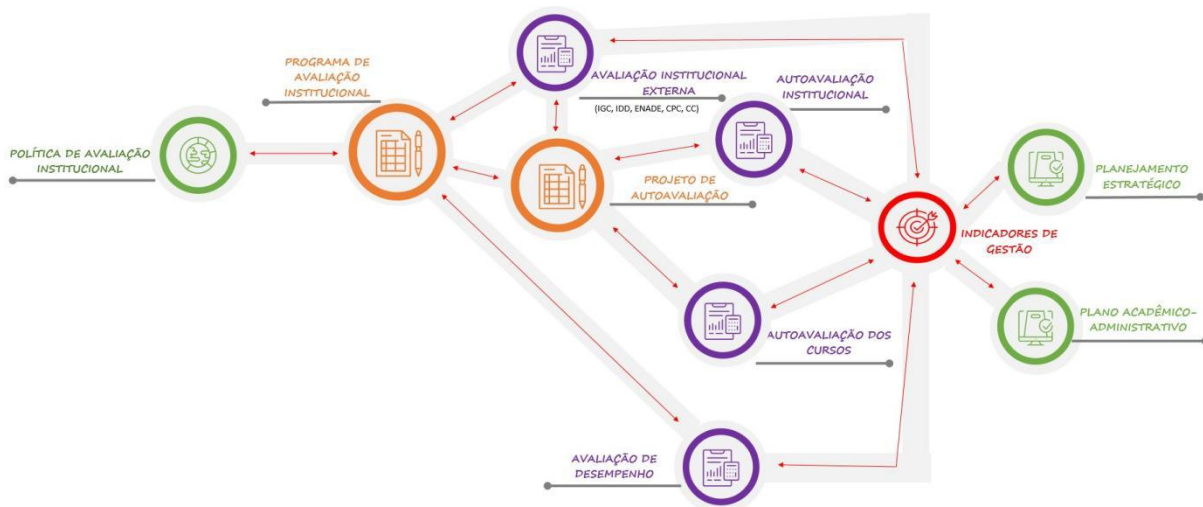 PROGRAMA DE
AVALIAÇÃO
INSTITUCIONAL
POLÍTICA DE AVALIAÇÃO
INSTITUCIONAL
AVALIAÇÃO INSTITUCIONAL
EXTERNA
(IGC, IDD, ENADE, CPC, CC)
AUTOAVALIAÇÃO
INSTITUCIONAL
PROJETO DE
AUTOAVALIAÇÃO
INDICADORES DE
GESTÃO
PLANEJAMENTO
ESTRATÉGICO
PLANO ACADÊMICO-
ADMINISTRATIVO
AUTOAVALIAÇÃO DOS
CURSOS
AVALIAÇÃO DE
DESEMPENHO